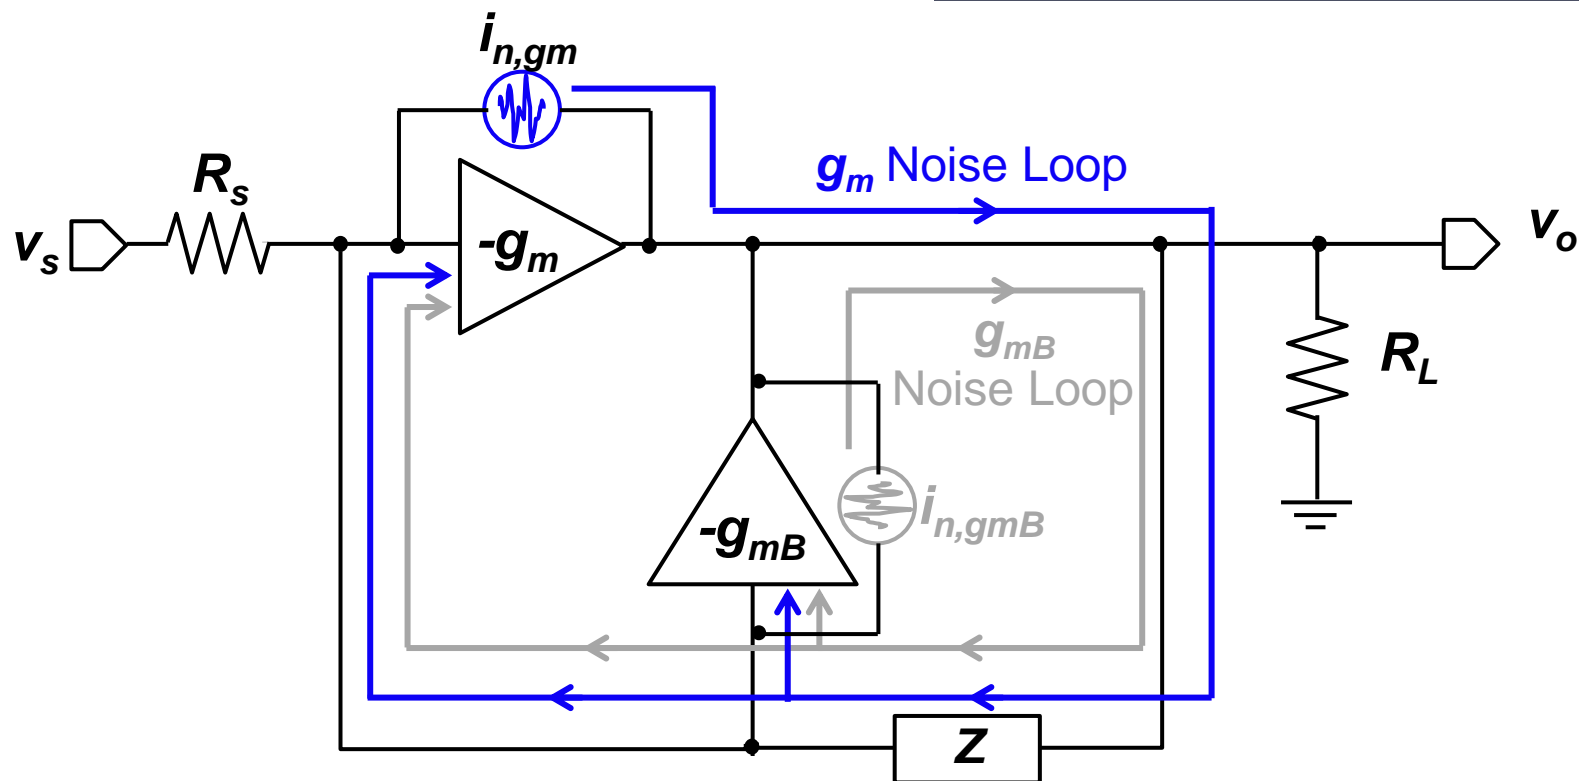 i_n,gm
g_m Noise Loop
R_s
v_s
-g_m
v_o
g_mB
Noise Loop
R_L
-g_mB
i_n,gmB
Z